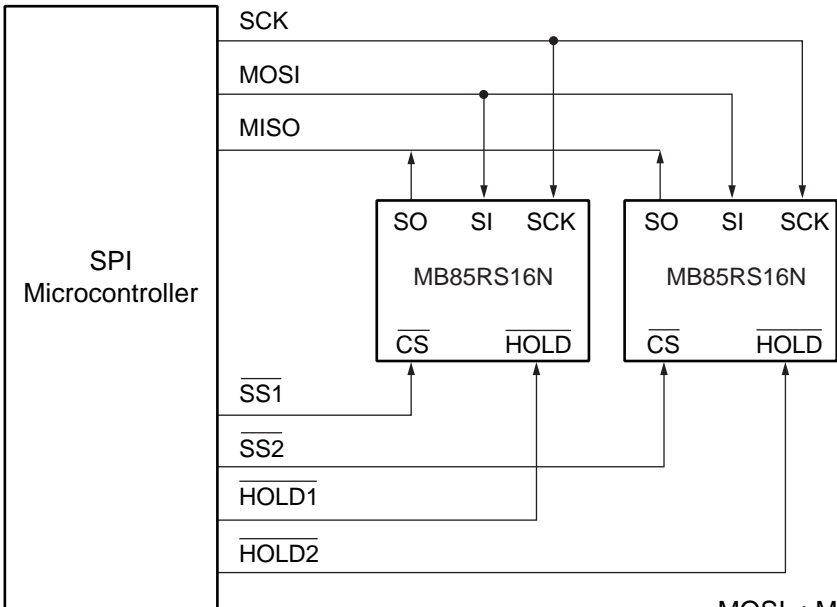 SCK
MOSI
MISO
SO SI SCK
MB85RS16N
CS HOLD
SO SI SCK
MB85RS16N
CS HOLD
SPI
Microcontroller
SS1
SS2
HOLD1
HOLD2